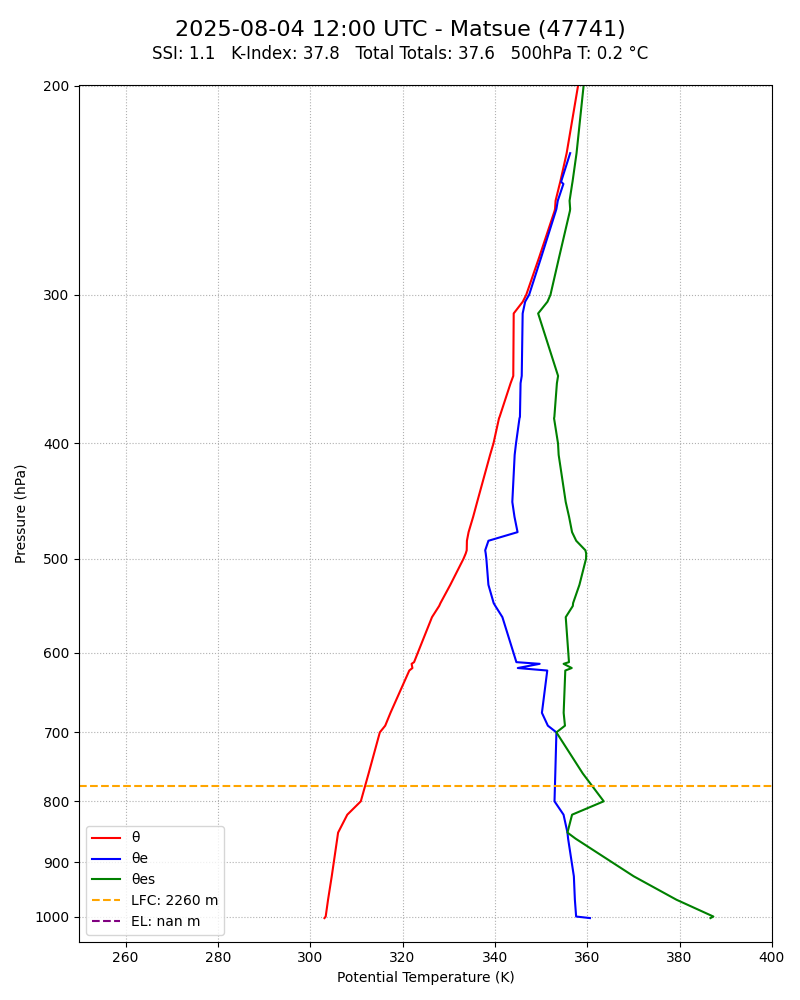 2025-08-04 12:00 UTC - Matsue (47741)
SSI: 1.1   K-Index: 37.8   Total Totals: 37.6   500hPa T: 0.2 °C
200
300
400
500
600
700
800
900
1000
Pressure (hPa)
θ
θe
θes
LFC: 2260 m
EL: nan m
260 280 300 320 340 360 380 400
Potential Temperature (K)